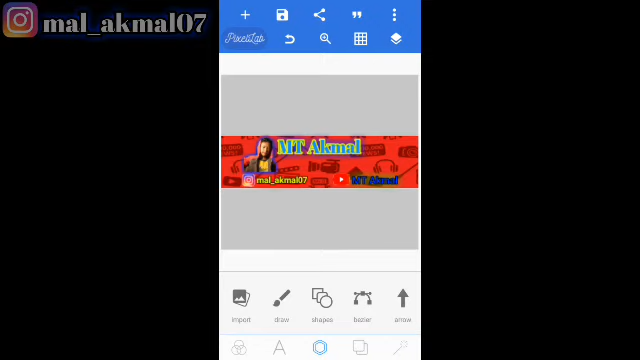 mal_akmal07
PixelLab
MT Akmal
mal_akmal07
MT Akmal
import draw shapes bezier arrow